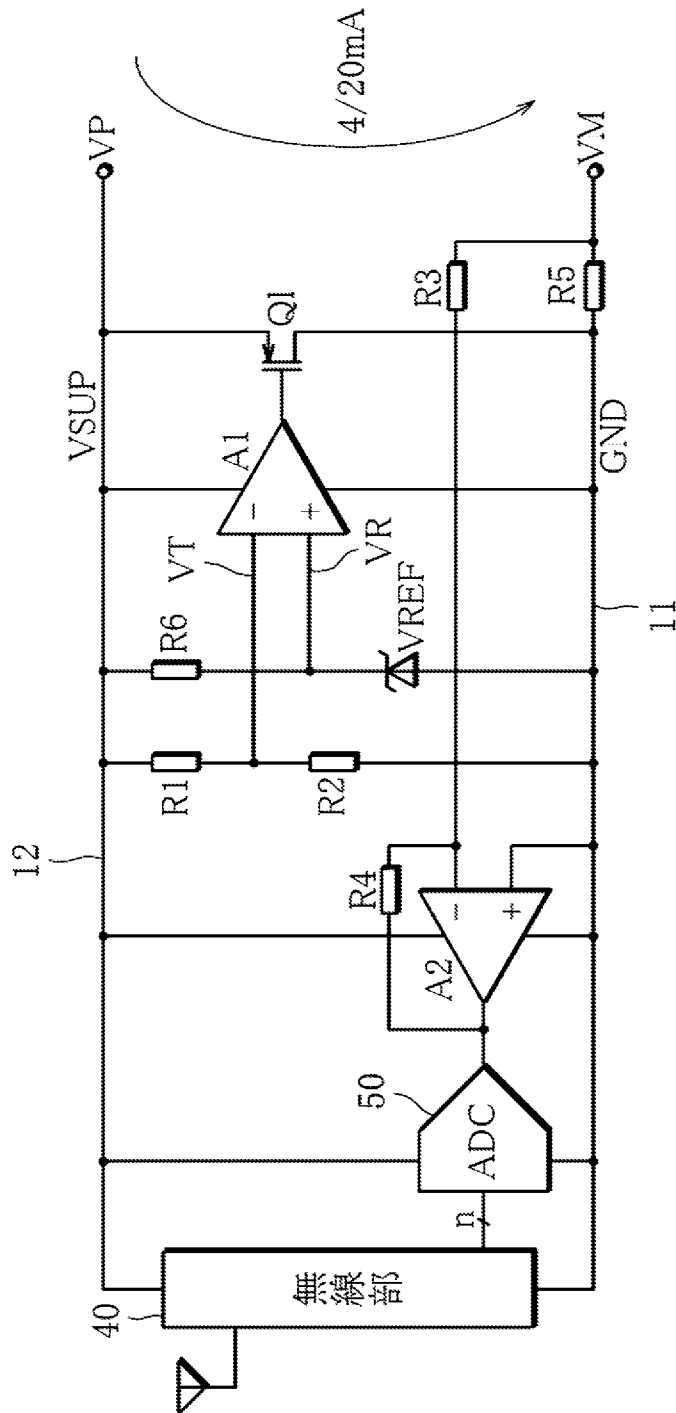 40
無線部
n
ADC
50
A2
−
+
R4
12
R1
R2
R6
VREF
VT
VR
A1
−
+
Q1
VSUP
GND
11
R3
R5
VP
VM
4/20mA